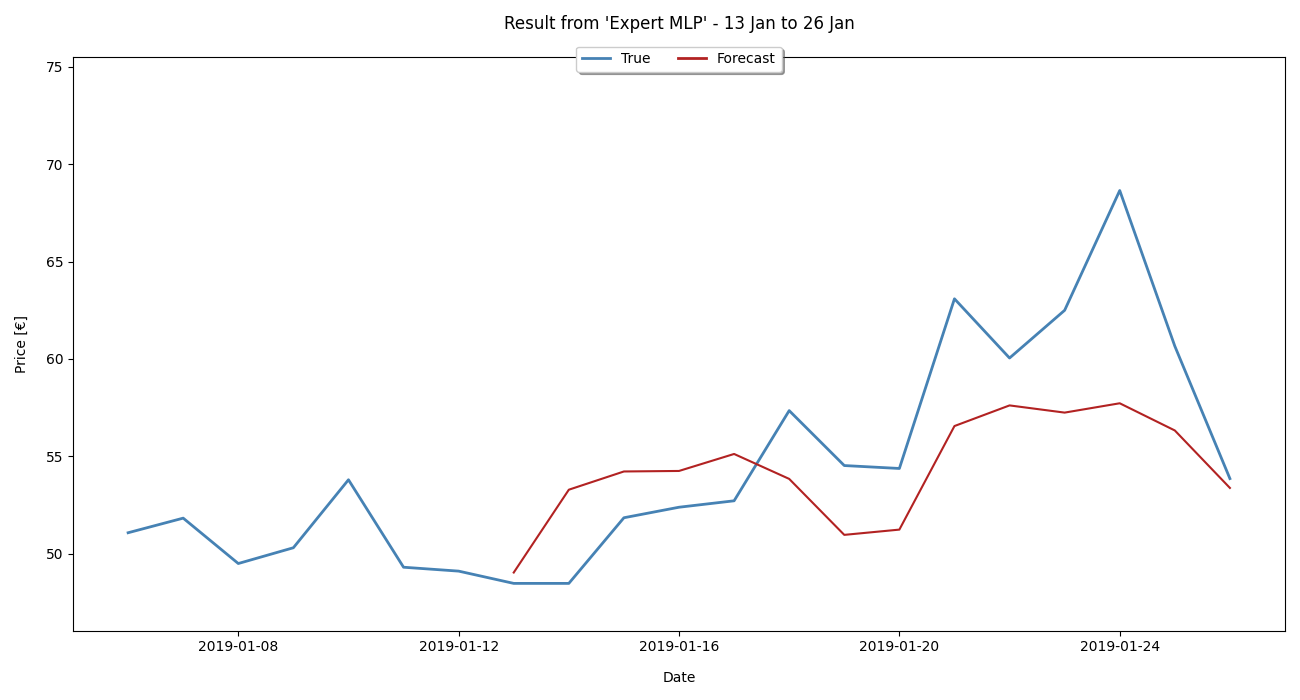 Result from 'Expert MLP' - 13 Jan to 26 Jan
True Forecast
75
70
65
60
55
50
Price [€]
2019-01-08 2019-01-12 2019-01-16 2019-01-20 2019-01-24
Date